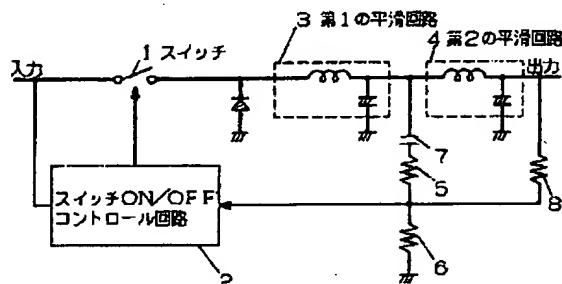 3 第1の平滑回路
4 第2の平滑回路
入力
1 スイッチ
出力
7
5
8
スイッチON/OFF
コントロール回路
2
6